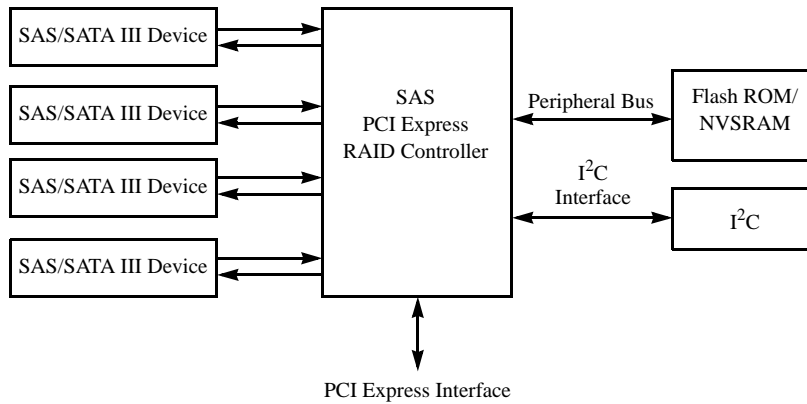 SAS/SATA III Device
SAS/SATA III Device
SAS/SATA III Device
SAS/SATA III Device
SAS
PCI Express
RAID Controller
Peripheral Bus
I²C
Interface
Flash ROM/
NVSRAM
I²C
PCI Express Interface